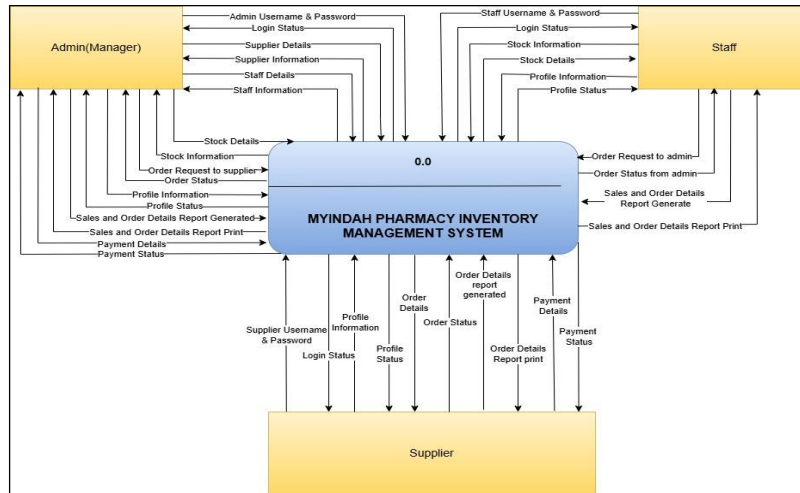 Admin(Manager)
Staff
Admin Username & Password
Login Status
Supplier Details
Supplier Information
Staff Details
Staff Information
Staff Username & Password
Login Status
Stock Information
Stock Details
Profile Information
Profile Status
Stock Details
Stock Information
Order Request to supplier
Order Status
Profile Information
Profile Status
Sales and Order Details Report Generated
Sales and Order Details Report Print
Payment Details
Payment Status
0.0
MYINDAH PHARMACY INVENTORY
MANAGEMENT SYSTEM
Order Request to admin
Order Status from admin
Sales and Order Details
Report Generate
Sales and Order Details Report Print
Supplier Username
& Password
Login Status
Profile
Information
Profile
Status
Order
Details
Order Status
Order Details
report
generated
Order Details
Report print
Payment
Details
Payment
Status
Supplier